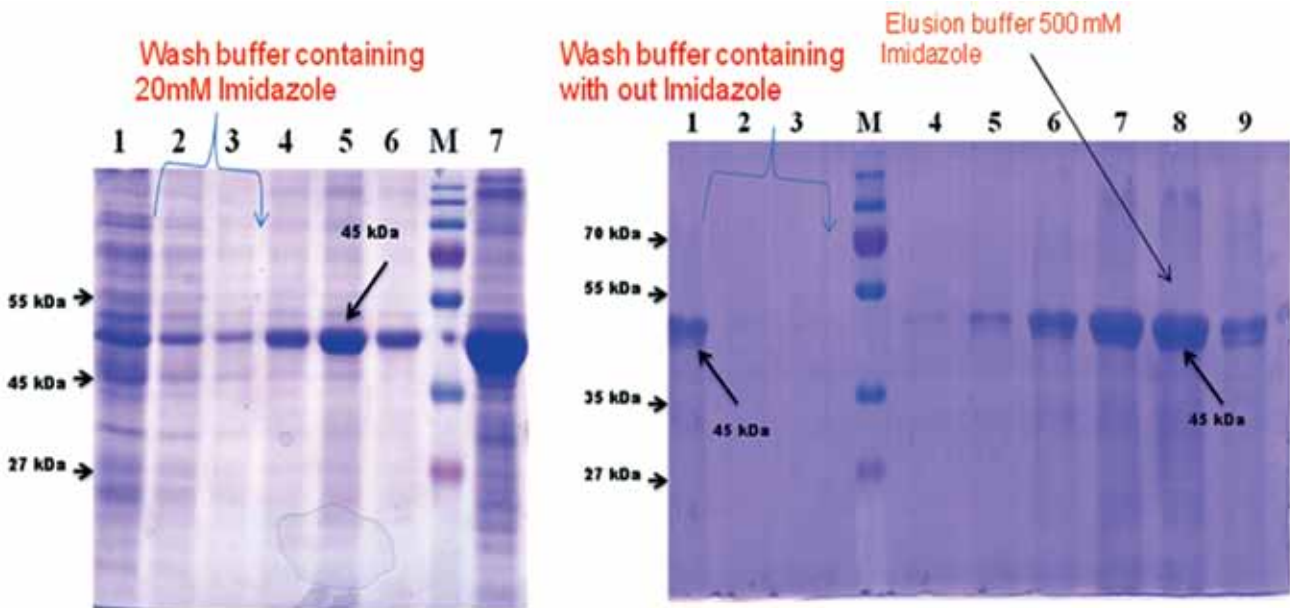 Wash buffer containing
20mM Imidazole
1 2 3 4 5 6 M 7
45 kDa
55 kDa
45 kDa
27 kDa
Elusion buffer 500 mM
Imidazole
Wash buffer containing
with out Imidazole
1 2 3 M 4 5 6 7 8 9
70 kDa
55 kDa
35 kDa
45 kDa
45 kDa
27 kDa